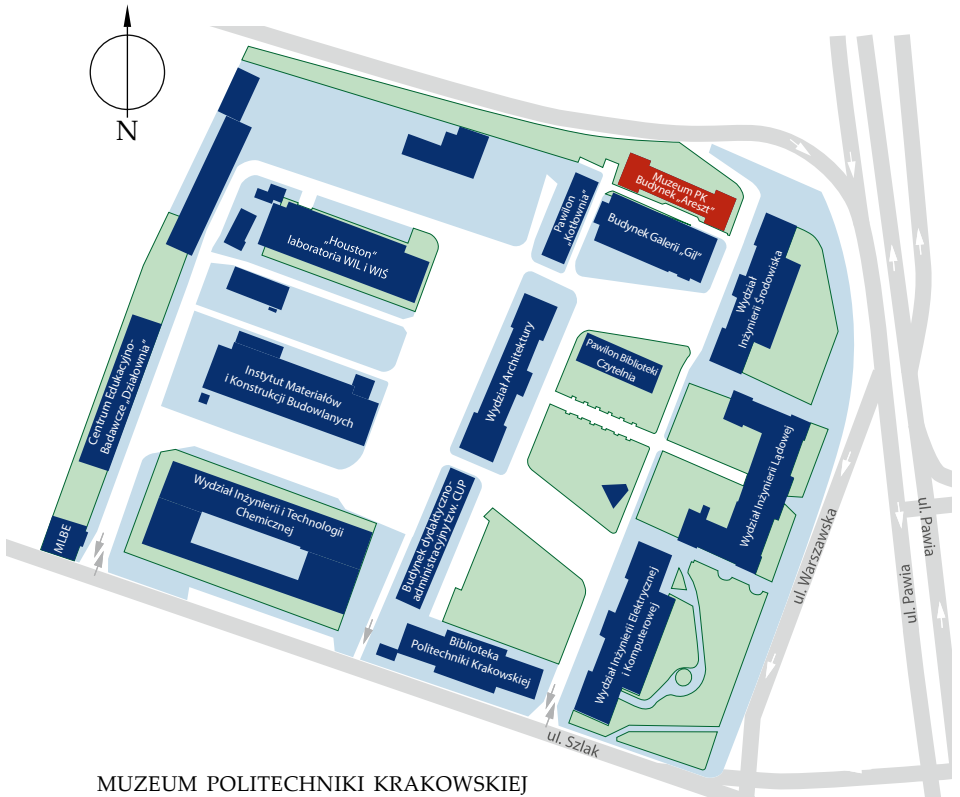 N
Muzeum PK
Budynek „Areszt”
Pawilon
„Kotłownia”
Budynek Galerii „Gil”
„Houston”
laboratoria WIL i WIŚ
Wydział
Inżynierii Środowiska
Pawilon Biblioteki
Czytelnia
Wydział Architektury
Centrum Edukacyjno-
Badawcze „Działownia”
Instytut Materiałów
i Konstrukcji Budowlanych
Wydział Inżynierii Lądowej
Wydział Inżynierii i Technologii
Chemicznej
Budynek dydaktyczno-
administracyjny tzw. CUP
MLBE
ul. Warszawska
ul. Pawia
ul. Pawia
Wydział Inżynierii Elektrycznej
i Komputerowej
Biblioteka
Politechniki Krakowskiej
ul. Szlak
MUZEUM POLITECHNIKI KRAKOWSKIEJ